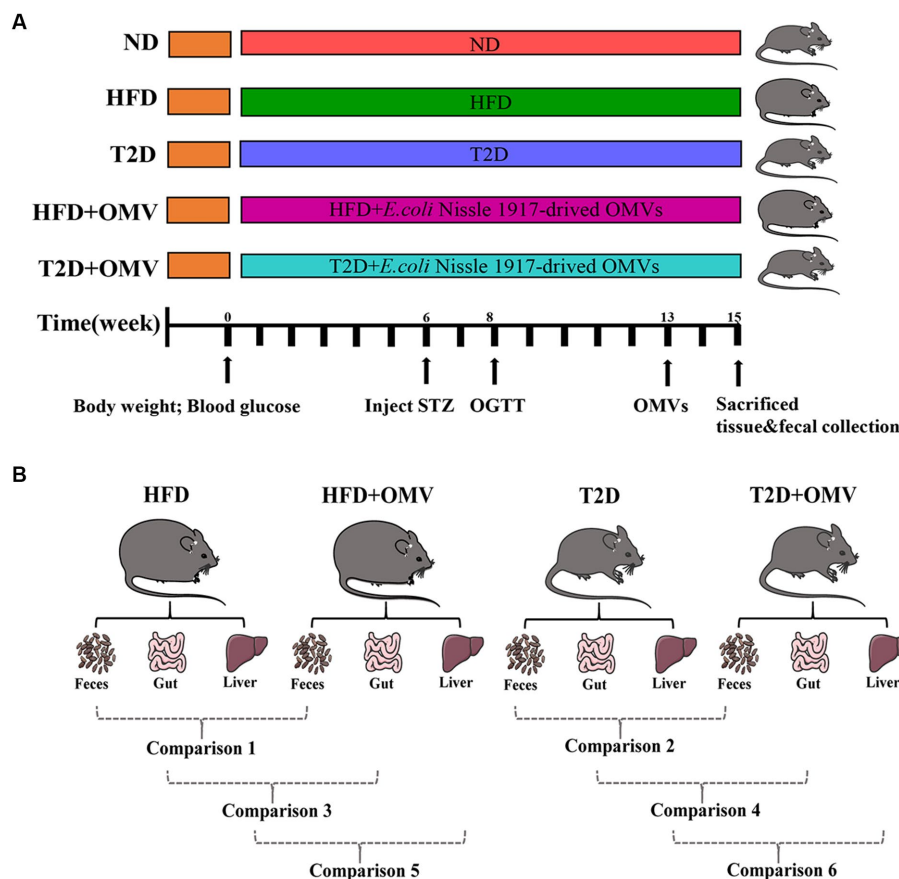 A
ND ND
HFD HFD
T2D T2D
HFD+OMV HFD+E.coli Nissle 1917-drived OMVs
T2D+OMV T2D+E.coli Nissle 1917-drived OMVs
Time(week) 0 6 8 13 15
Body weight; Blood glucose Inject STZ OGTT OMVs Sacrificed
tissue&fecal collection
B
HFD HFD+OMV T2D T2D+OMV
Feces Gut Liver Feces Gut Liver Feces Gut Liver Feces Gut Liver
Comparison 1 Comparison 2
Comparison 3 Comparison 4
Comparison 5 Comparison 6